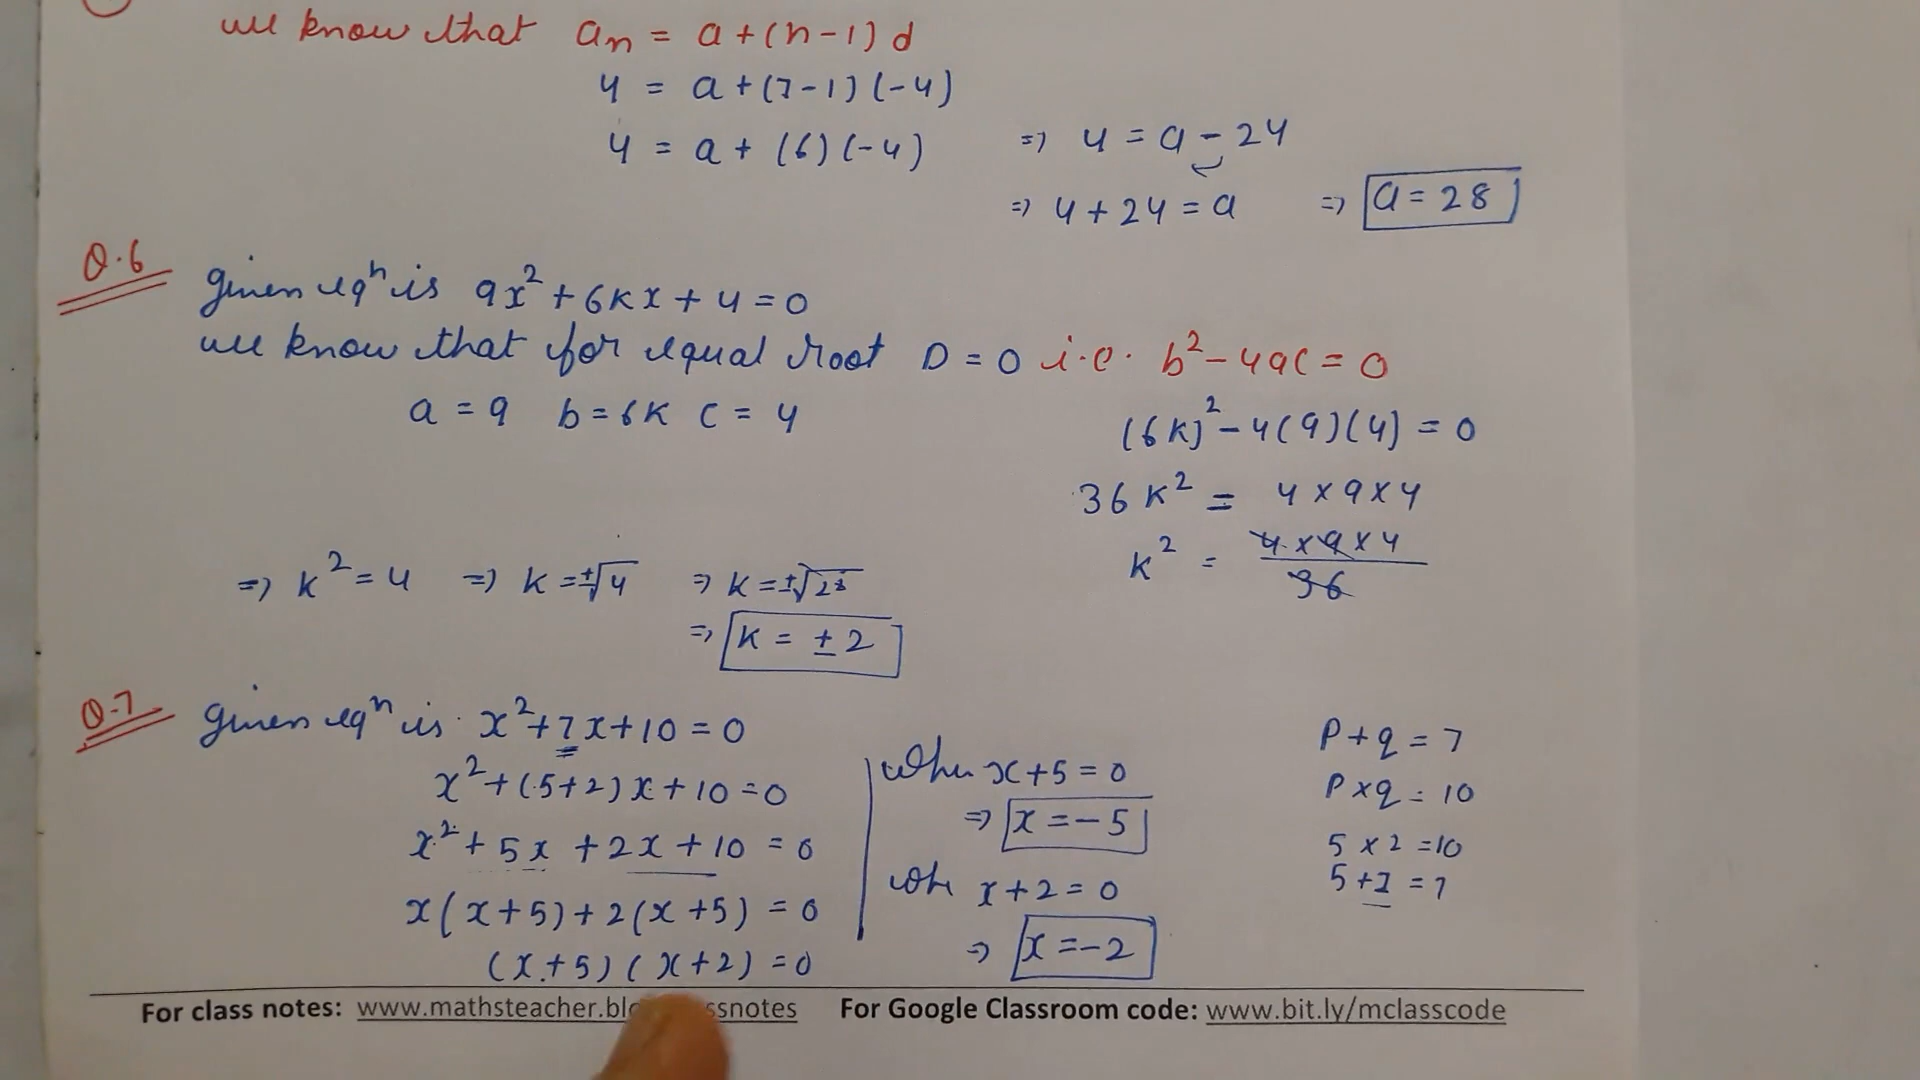 we know that an = a + (n-1) d
4 = a + (7-1) (-4)
4 = a + (6) (-4) => 4 = a - 24
=> 4 + 24 = a => a = 28
Q.6
given eqⁿ is 9x² + 6kx + 4 = 0
we know that for equal root D = 0 i.e. b² - 4ac = 0
a = 9 b = 6k c = 4
(6k)² - 4(9)(4) = 0
36 k² = 4 x 9 x 4
k² = 4 x 9 x 4 / 36
=> k² = 4 => k = ±√4 => k = ±√2²
=> k = ± 2
Q.7 given eqⁿ is x² + 7x + 10 = 0
x² + (5+2)x + 10 = 0
x² + 5x + 2x + 10 = 0
x(x+5) + 2(x+5) = 0
(x+5) (x+2) = 0
when x + 5 = 0
=> x = -5
x + 2 = 0
=> x = -2
P + q = 7
P x q = 10
5 x 2 = 10
5 + 2 = 7
For class notes: www.mathsteacher.bl ssnotes For Google Classroom code: www.bit.ly/mclasscode